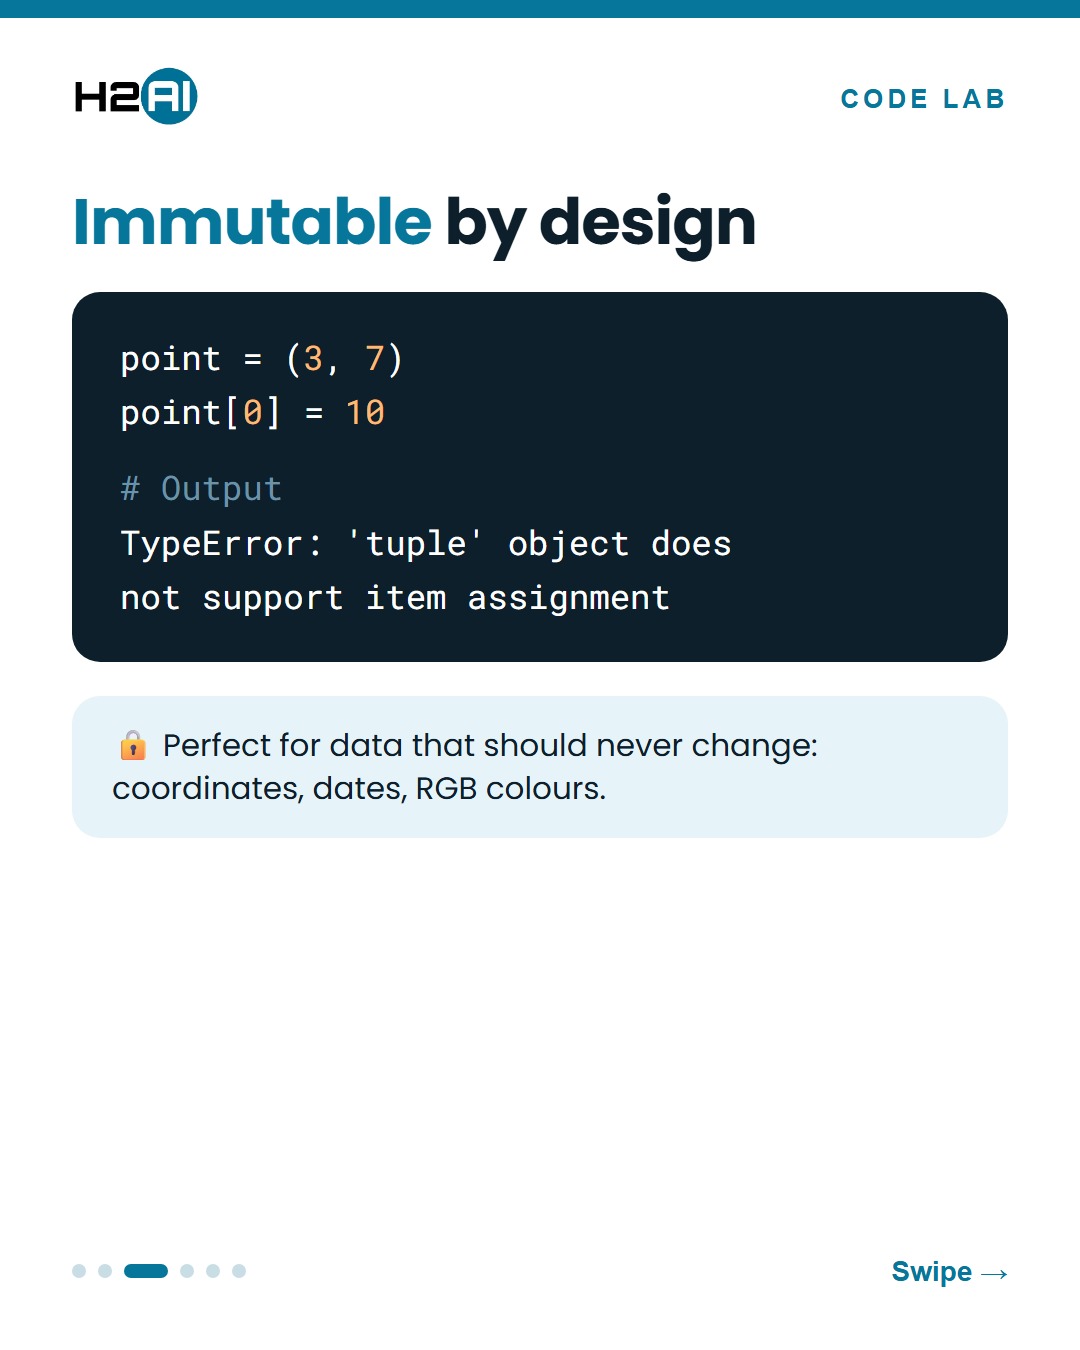 H2AI
CODE LAB
Immutable by design
point = (3, 7)
point[0] = 10
# Output
TypeError: 'tuple' object does
not support item assignment
🔒 Perfect for data that should never change:
coordinates, dates, RGB colours.
Swipe →